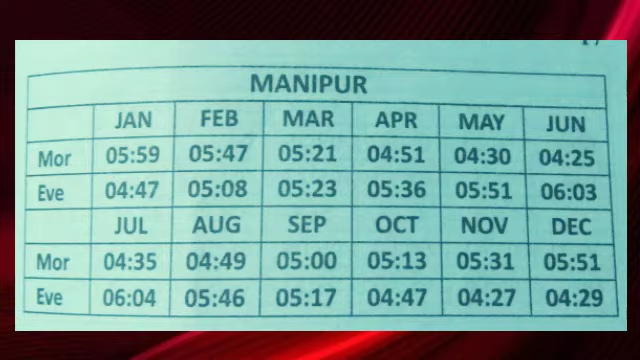 MANIPUR
JAN FEB MAR APR MAY JUN
Mor 05:59 05:47 05:21 04:51 04:30 04:25
Eve 04:47 05:08 05:23 05:36 05:51 06:03
JUL AUG SEP OCT NOV DEC
Mor 04:35 04:49 05:00 05:13 05:31 05:51
Eve 06:04 05:46 05:17 04:47 04:27 04:29